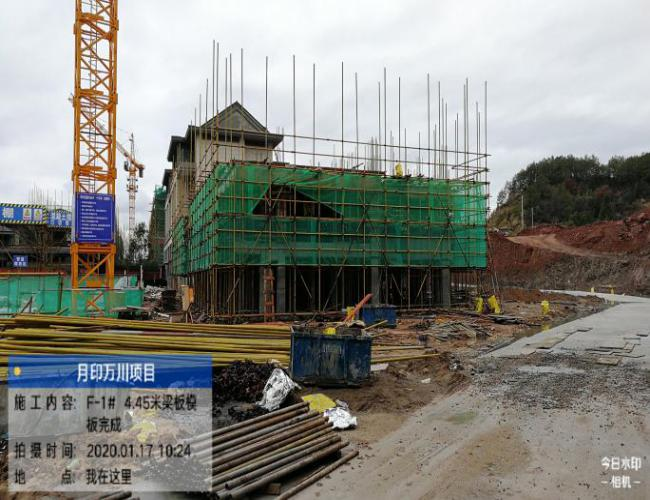 月印万川项目
施工内容: F-1# 4.45米梁板模
板完成
拍摄时间: 2020.01.17 10:24
地 点: 我在这里
今日水印
-相机-